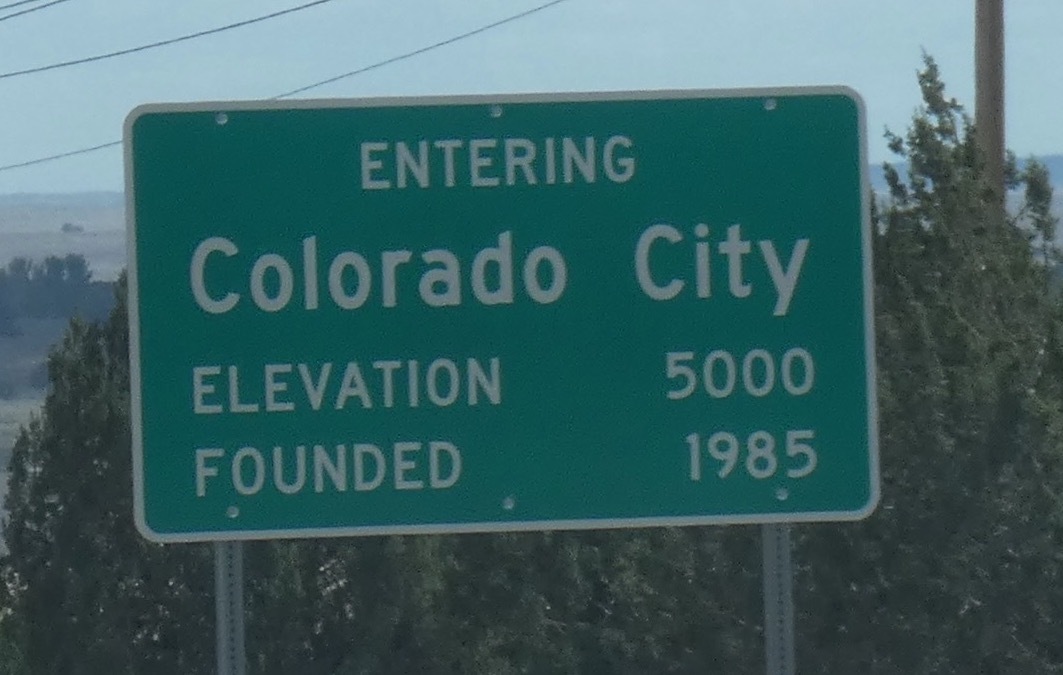 ENTERING
Colorado City
ELEVATION 5000
FOUNDED 1985